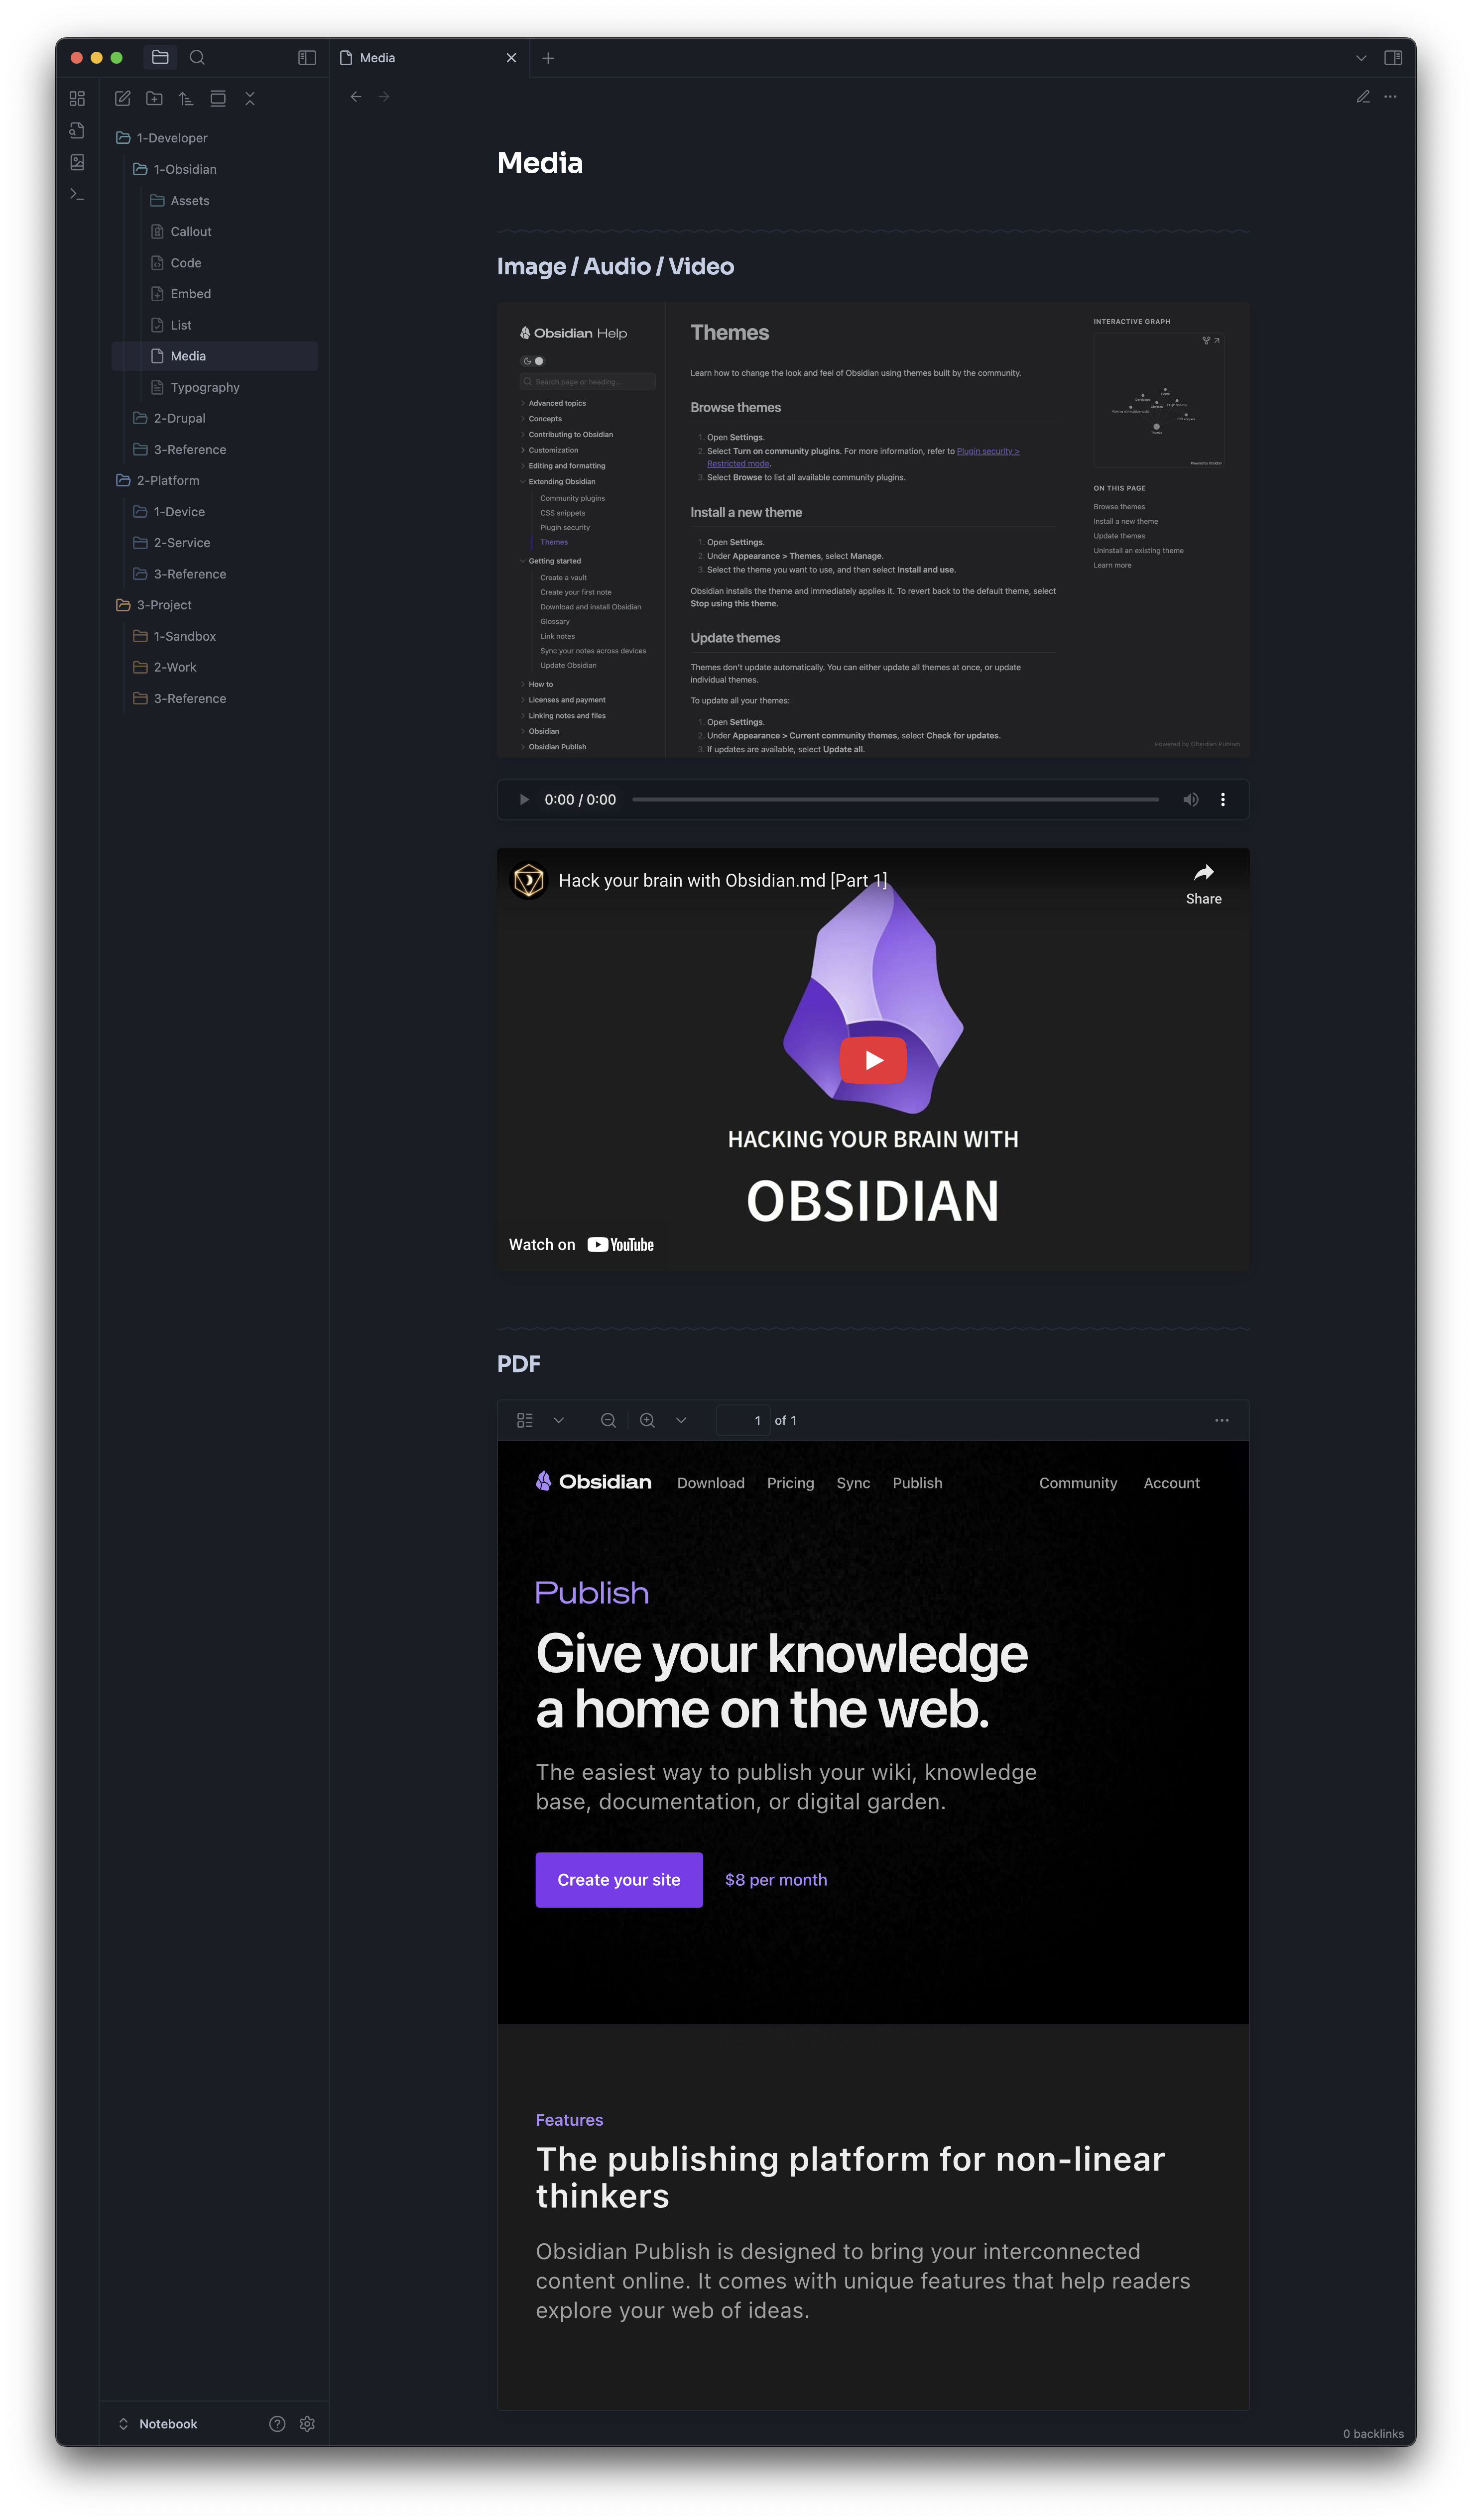 Media
1-Developer
1-Obsidian
Assets
Callout
Code
Embed
List
Media
Typography
2-Drupal
3-Reference
2-Platform
1-Device
2-Service
3-Reference
3-Project
1-Sandbox
2-Work
3-Reference
Notebook
Media
Image / Audio / Video
Obsidian Help
Search page or heading...
Advanced topics
Concepts
Contributing to Obsidian
Customization
Editing and formatting
Extending Obsidian
Community plugins
CSS snippets
Plugin security
Themes
Getting started
Create a vault
Create your first note
Download and install Obsidian
Glossary
Link notes
Sync your notes across devices
Update Obsidian
How to
Licenses and payment
Linking notes and files
Obsidian
Obsidian Publish
Themes
Learn how to change the look and feel of Obsidian using themes built by the community.
Browse themes
1. Open Settings.
2. Select Turn on community plugins. For more information, refer to Plugin security >
Restricted mode.
3. Select Browse to list all available community plugins.
Install a new theme
1. Open Settings.
2. Under Appearance > Themes, select Manage.
3. Select the theme you want to use, and then select Install and use.
Obsidian installs the theme and immediately applies it. To revert back to the default theme, select
Stop using this theme.
Update themes
Themes don't update automatically. You can either update all themes at once, or update
individual themes.
To update all your themes:
1. Open Settings.
2. Under Appearance > Current community themes, select Check for updates.
3. If updates are available, select Update all.
INTERACTIVE GRAPH
ON THIS PAGE
Browse themes
Install a new theme
Update themes
Uninstall an existing theme
Learn more
Powered by Obsidian Publish
0:00 / 0:00
Hack your brain with Obsidian.md [Part 1]
Share
HACKING YOUR BRAIN WITH
OBSIDIAN
Watch on YouTube
PDF
1 of 1
Obsidian Download Pricing Sync Publish Community Account
Publish
Give your knowledge
a home on the web.
The easiest way to publish your wiki, knowledge
base, documentation, or digital garden.
Create your site $8 per month
Features
The publishing platform for non-linear
thinkers
Obsidian Publish is designed to bring your interconnected
content online. It comes with unique features that help readers
explore your web of ideas.
0 backlinks